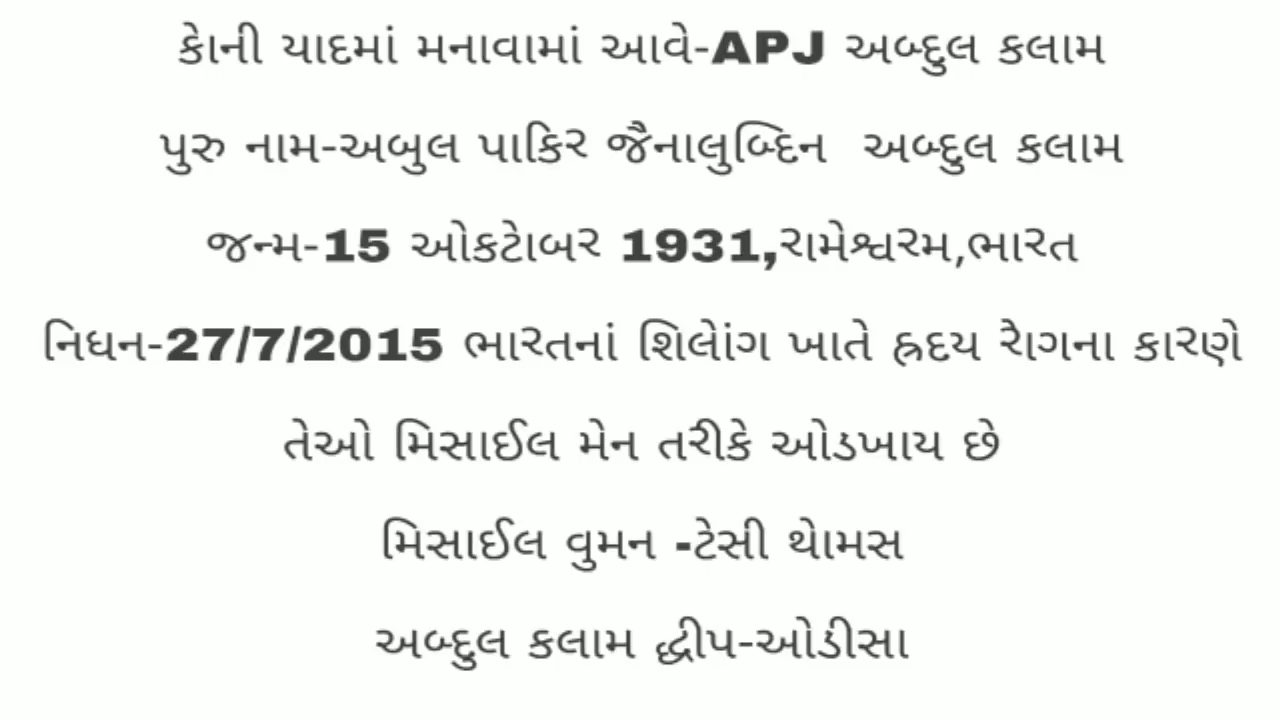 કોની યાદમાં મનાવામાં આવે-APJ અબ્દુલ કલામ
પુરુ નામ-અબુલ પાકિર જૈનાલુબ્દિન અબ્દુલ કલામ
જન્મ-15 ઓકટોબર 1931,રામેશ્વરમ,ભારત
નિધન-27/7/2015 ભારતનાં શિલોંગ ખાતે હ્રદય રોગના કારણે
તેઓ મિસાઈલ મેન તરીકે ઓડખાય છે
મિસાઈલ વુમન -ટેસી થોમસ
અબ્દુલ કલામ દ્વીપ-ઓડીસા